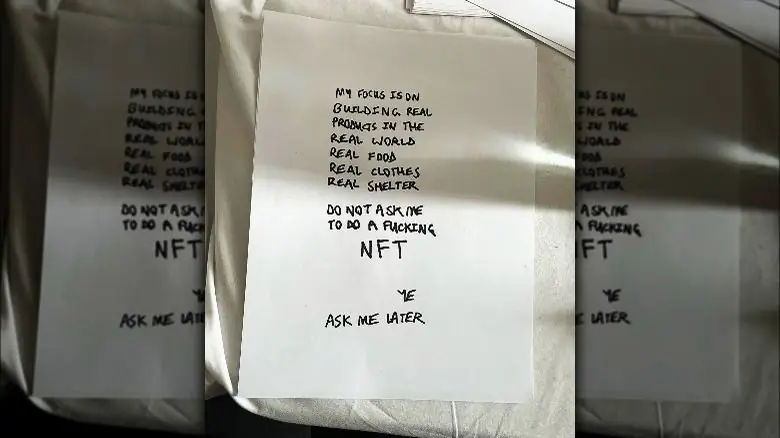 MY FOCUS IS ON
BUILDING REAL
PRODUCTS IN THE
REAL WORLD
REAL FOOD
REAL CLOTHES
REAL SHELTER
DO NOT ASK ME
TO DO A FUCKING
NFT
YE
ASK ME LATER